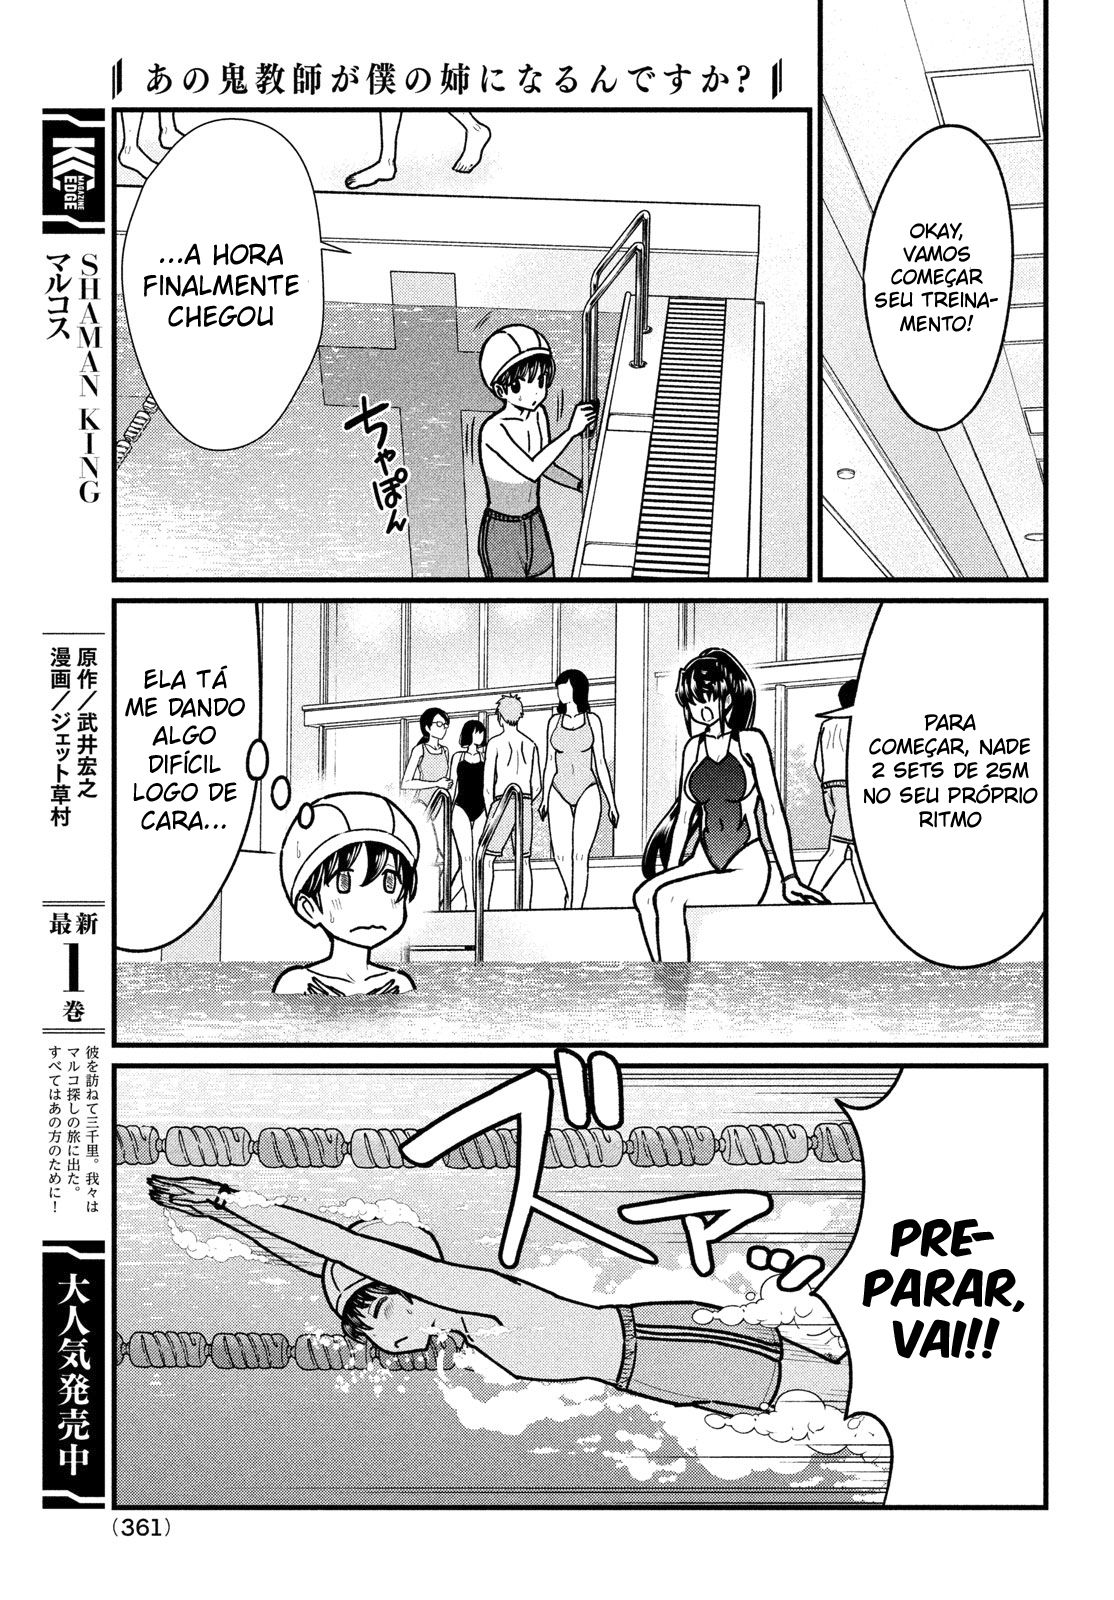 あの鬼教師が僕の姉になるんですか?
OKAY,
VAMOS
COMEÇAR
SEU TREINA-
MENTO!
...A HORA
FINALMENTE
CHEGOU
ちゃぽん
PARA
COMEÇAR, NADE
2 SETS DE 25M
NO SEU PRÓPRIO
RITMO
ELA TÁ
ME DANDO
ALGO
DIFÍCIL
LOGO DE
CARA...
PRE-
PARAR,
VAI!!
ズズ
ドアッ
KC
MAGAZINE
EDGE
SHAMAN KING
マルコス
原作/武井宏之
漫画/ジェット草村
最新
1
巻
彼を訪ねて三千里。我々は
マルコ探しの旅に出た。
すべてはあの方のために!
大人気発売中
(361)